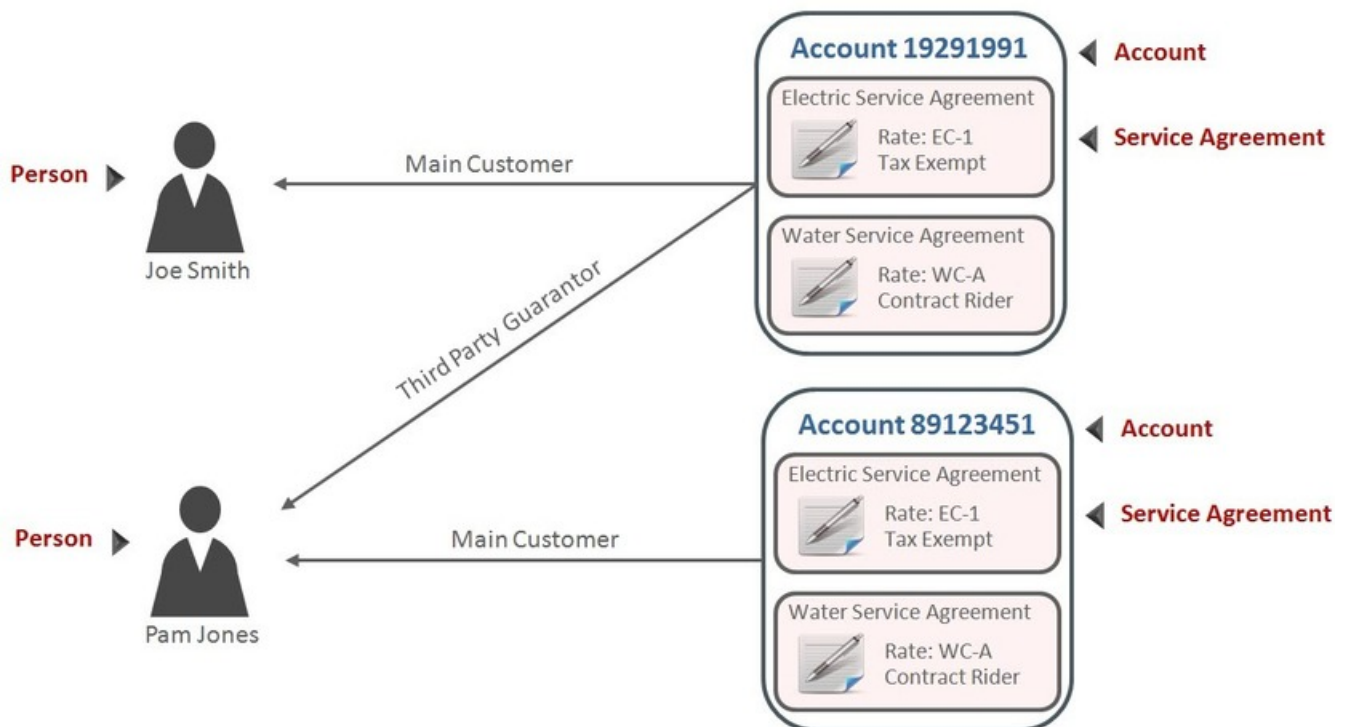 Account 19291991
Account
Electric Service Agreement
Rate: EC-1
Tax Exempt
Service Agreement
Person
Main Customer
Joe Smith
Water Service Agreement
Rate: WC-A
Contract Rider
Third Party Guarantor
Account 89123451
Account
Electric Service Agreement
Rate: EC-1
Tax Exempt
Service Agreement
Person
Main Customer
Pam Jones
Water Service Agreement
Rate: WC-A
Contract Rider